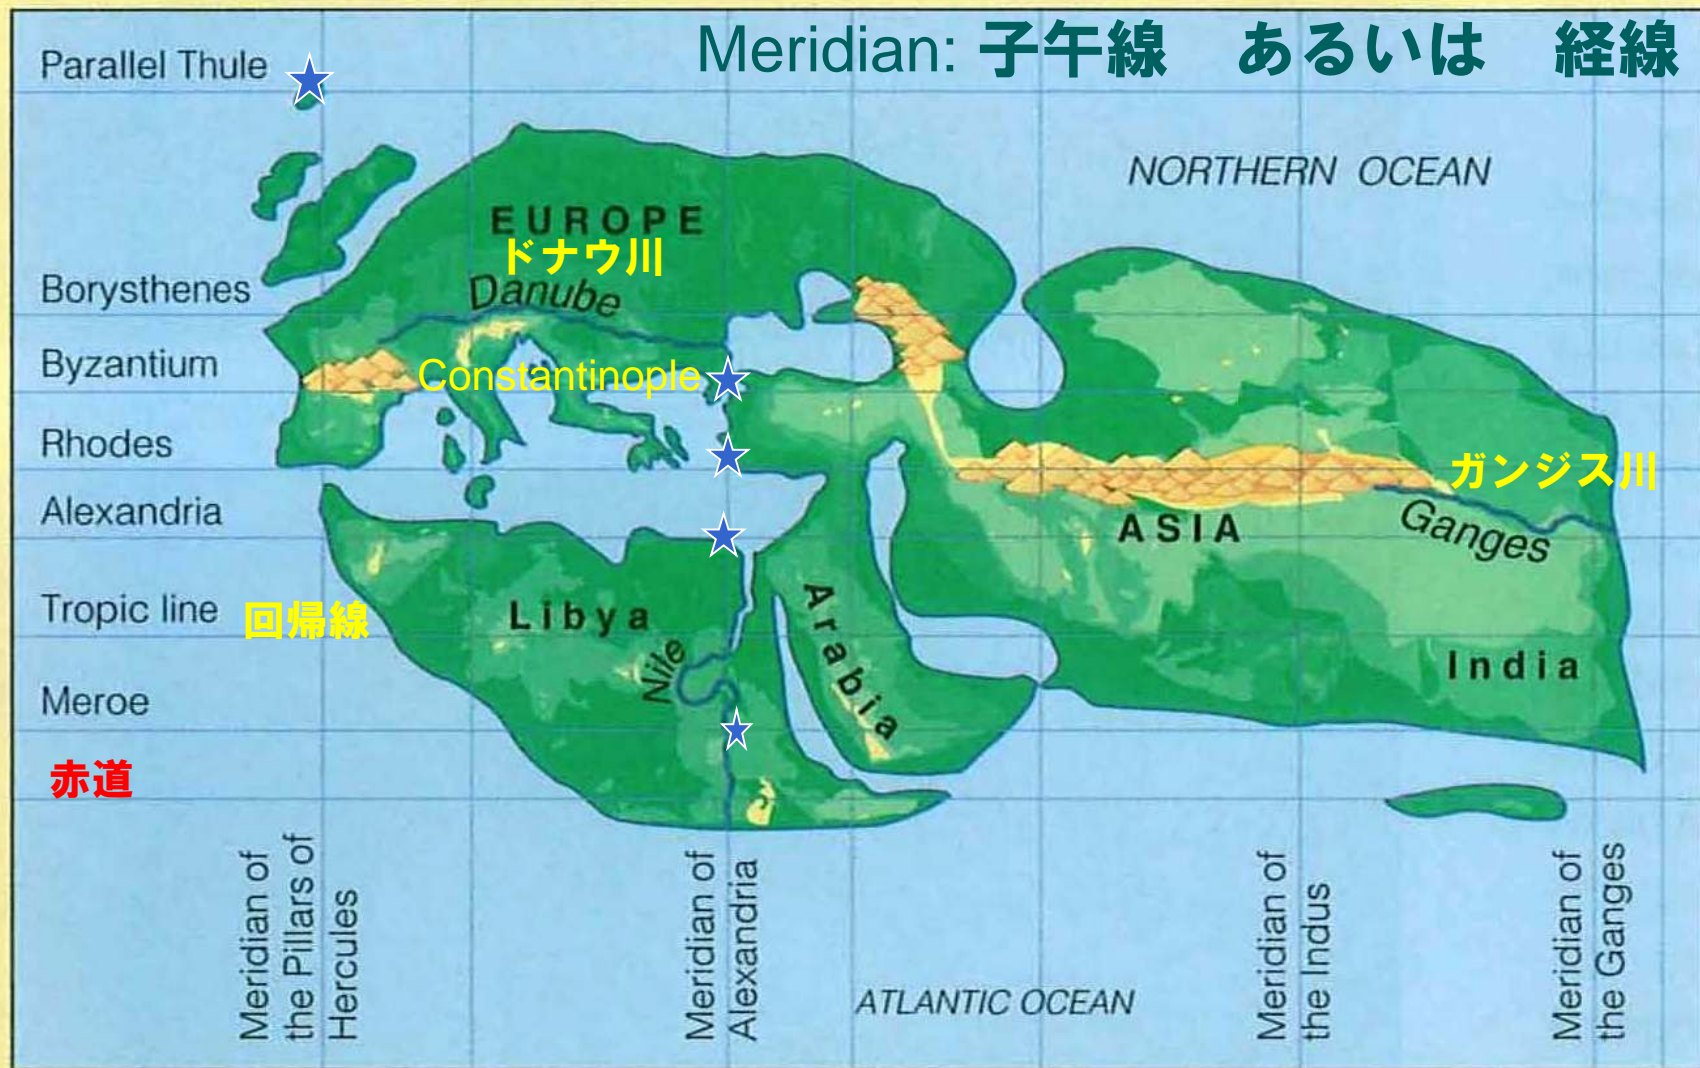 Meridian: 子午線　あるいは　経線
Parallel Thule
NORTHERN OCEAN
EUROPE
ドナウ川
Danube
Borysthenes
Byzantium
Constantinople
Rhodes
ガンジス川
Alexandria
ASIA
Ganges
Tropic line
回帰線
Libya
Arabia
Nile
India
Meroe
赤道
Meridian of
the Pillars of
Hercules
Meridian of
Alexandria
Meridian of
the Indus
Meridian of
the Ganges
ATLANTIC OCEAN